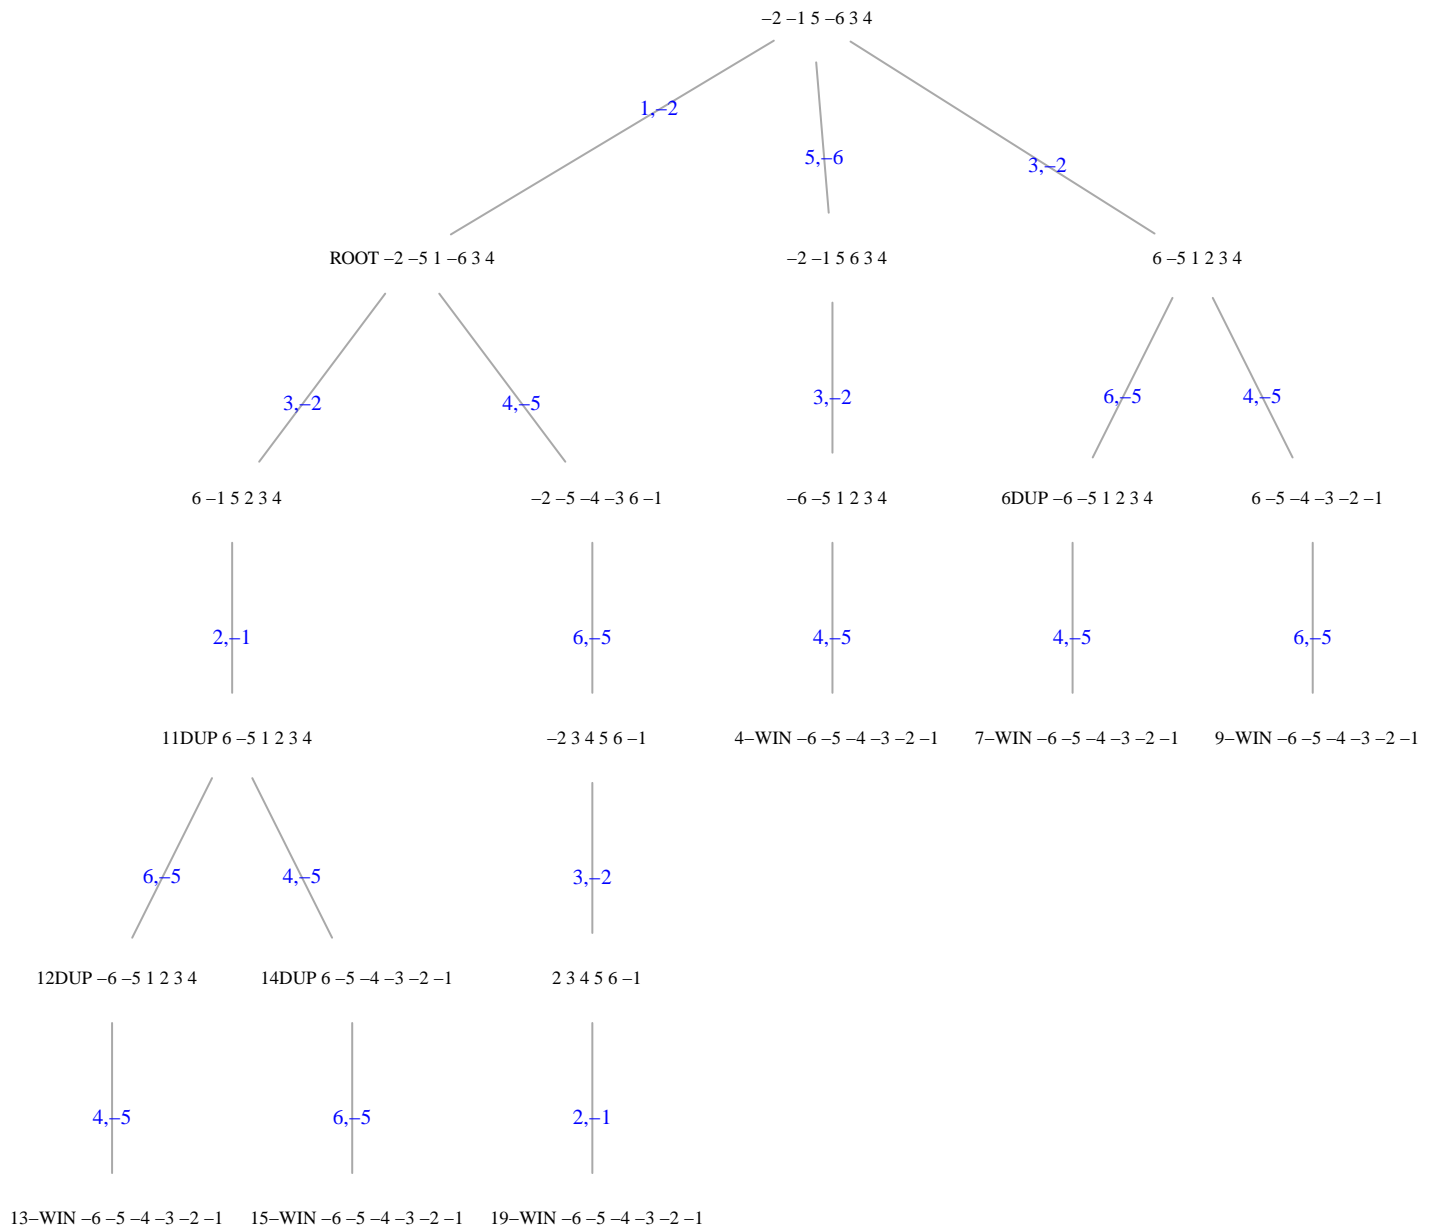 –2 –1 5 –6 3 4
1,–2
5,–6
3,–2
ROOT –2 –5 1 –6 3 4
–2 –1 5 6 3 4
6 –5 1 2 3 4
3,–2
4,–5
3,–2
6,–5
4,–5
6 –1 5 2 3 4
–2 –5 –4 –3 6 –1
–6 –5 1 2 3 4
6DUP –6 –5 1 2 3 4
6 –5 –4 –3 –2 –1
2,–1
6,–5
4,–5
4,–5
6,–5
11DUP 6 –5 1 2 3 4
–2 3 4 5 6 –1
4–WIN –6 –5 –4 –3 –2 –1
7–WIN –6 –5 –4 –3 –2 –1
9–WIN –6 –5 –4 –3 –2 –1
6,–5
4,–5
3,–2
12DUP –6 –5 1 2 3 4
14DUP 6 –5 –4 –3 –2 –1
2 3 4 5 6 –1
4,–5
6,–5
2,–1
13–WIN –6 –5 –4 –3 –2 –1
15–WIN –6 –5 –4 –3 –2 –1
19–WIN –6 –5 –4 –3 –2 –1